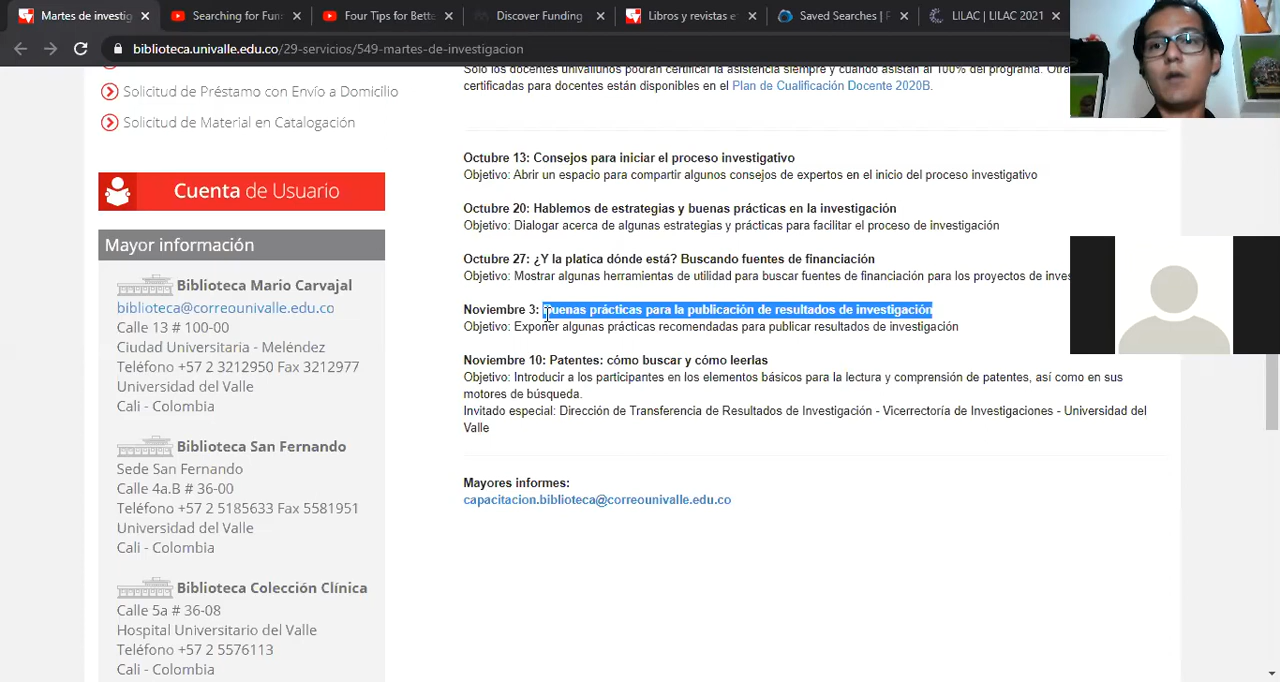 Martes de investig
Searching for Fun
Four Tips for Bette
Discover Funding
Libros y revistas e
Saved Searches | P
LILAC | LILAC 2021
biblioteca.univalle.edu.co/29-servicios/549-martes-de-investigacion
Solicitud de Préstamo con Envío a Domicilio
Solicitud de Material en Catalogación
Cuenta de Usuario
Mayor información
Biblioteca Mario Carvajal
biblioteca@correounivalle.edu.co
Calle 13 # 100-00
Ciudad Universitaria - Meléndez
Teléfono +57 2 3212950 Fax 3212977
Universidad del Valle
Cali - Colombia
Biblioteca San Fernando
Sede San Fernando
Calle 4a.B # 36-00
Teléfono +57 2 5185633 Fax 5581951
Universidad del Valle
Cali - Colombia
Biblioteca Colección Clínica
Calle 5a # 36-08
Hospital Universitario del Valle
Teléfono +57 2 5576113
Cali - Colombia
Solo los docentes univallunos podrán certificar la asistencia siempre y cuando asistan al 100% del programa. Otra
certificadas para docentes están disponibles en el Plan de Cualificación Docente 2020B.
Octubre 13: Consejos para iniciar el proceso investigativo
Objetivo: Abrir un espacio para compartir algunos consejos de expertos en el inicio del proceso investigativo
Octubre 20: Hablemos de estrategias y buenas prácticas en la investigación
Objetivo: Dialogar acerca de algunas estrategias y prácticas para facilitar el proceso de investigación
Octubre 27: ¿Y la platica dónde está? Buscando fuentes de financiación
Objetivo: Mostrar algunas herramientas de utilidad para buscar fuentes de financiación para los proyectos de inves
Noviembre 3: Buenas prácticas para la publicación de resultados de investigación
Objetivo: Exponer algunas prácticas recomendadas para publicar resultados de investigación
Noviembre 10: Patentes: cómo buscar y cómo leerlas
Objetivo: Introducir a los participantes en los elementos básicos para la lectura y comprensión de patentes, así como en sus
motores de búsqueda.
Invitado especial: Dirección de Transferencia de Resultados de Investigación - Vicerrectoría de Investigaciones - Universidad del
Valle
Mayores informes:
capacitacion.biblioteca@correounivalle.edu.co